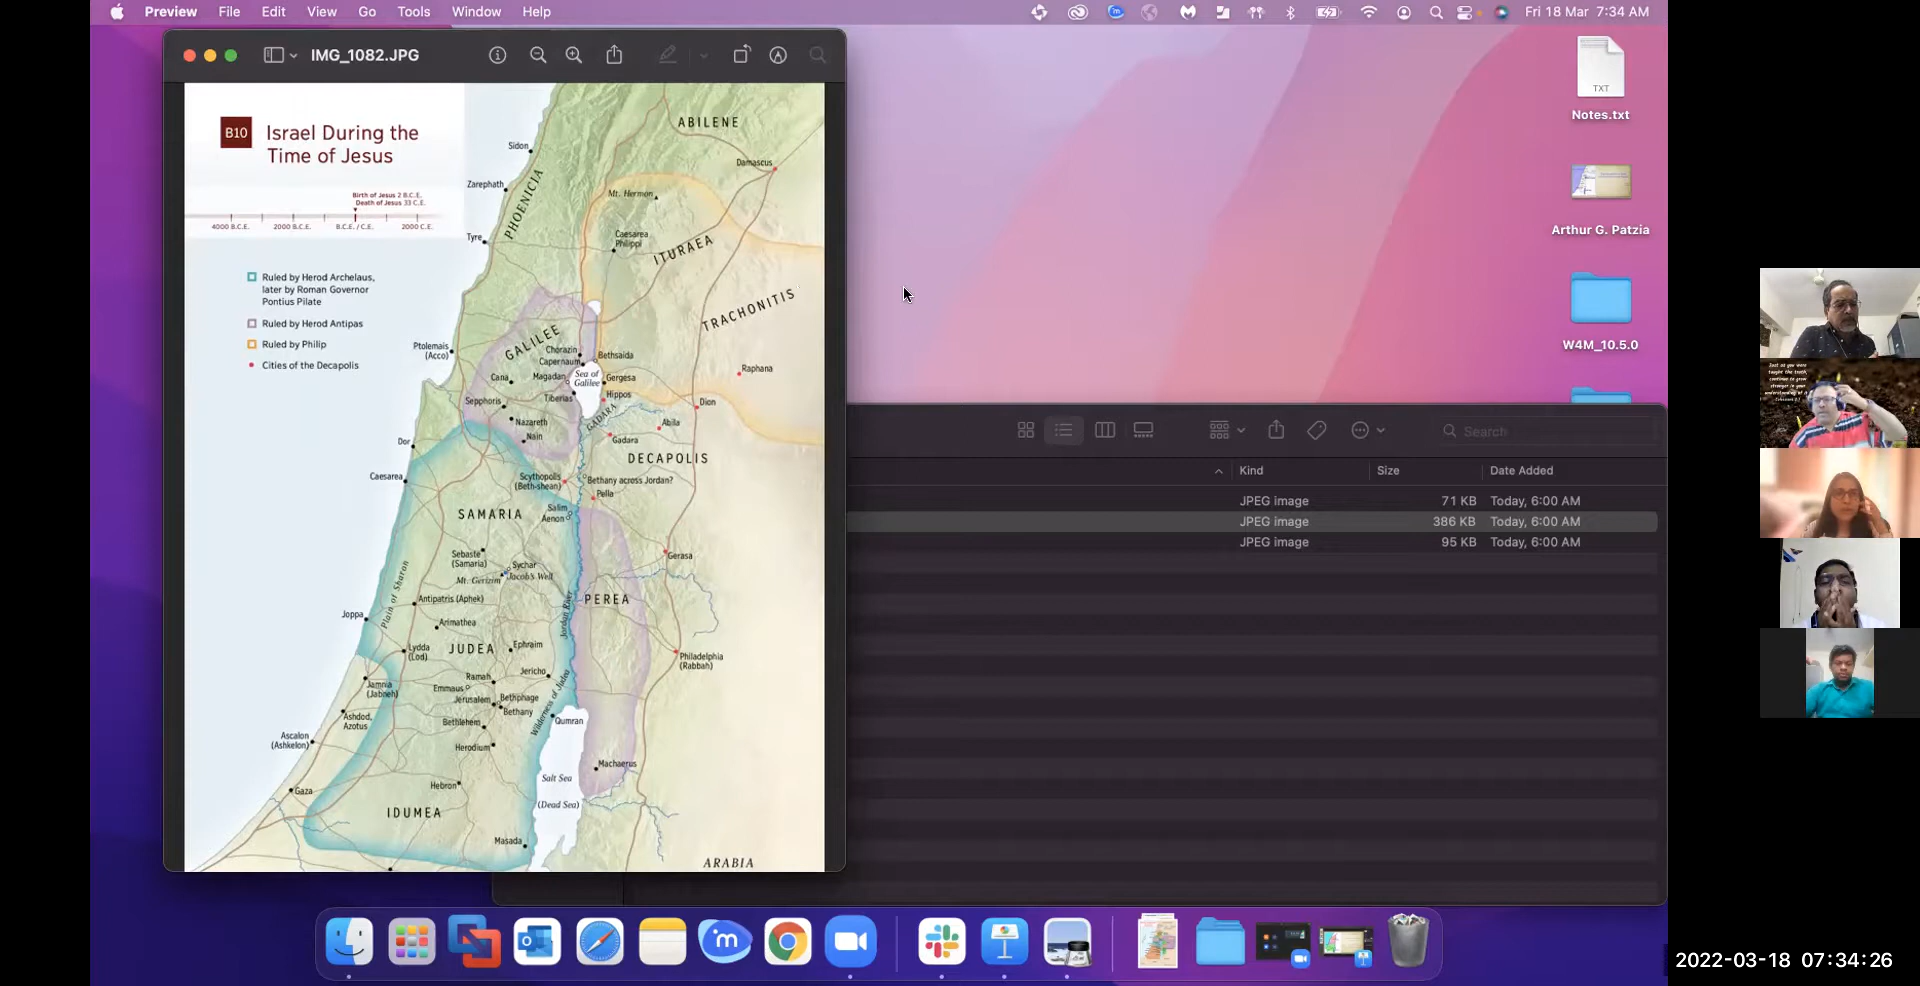 Preview File Edit View Go Tools Window Help
Fri 18 Mar 7:34 AM
IMG_1082.JPG
B10
Israel During the
Time of Jesus
Birth of Jesus 2 B.C.E.
Death of Jesus 33 C.E.
4000 B.C.E. 2000 B.C.E. B.C.E. / C.E. 2000 C.E.
Ruled by Herod Archelaus,
later by Roman Governor
Pontius Pilate
Ruled by Herod Antipas
Ruled by Philip
Cities of the Decapolis
ABILENE
Sidon
Damascus
Zarephath
Mt. Hermon
PHOENICIA
Tyre
Caesarea
Philippi
ITURAEA
TRACHONITIS
GALILEE
Ptolemais
(Acco)
Chorazin
Capernaum
Bethsaida
Raphana
Cana
Magadan
Sea of
Galilee
Gergesa
Sepphoris
Tiberias
Hippos
Dion
Nazareth
GADARA
Abila
Nain
Gadara
Dor
DECAPOLIS
Caesarea
Scythopolis
(Beth-shean)
Bethany across Jordan?
Pella
SAMARIA
Salim
Aenon
Sebaste
(Samaria)
Sychar
Mt. Gerizim
Jacob's Well
Gerasa
Plain of Sharon
Antipatris (Aphek)
PEREA
Jordan River
Joppa
Arimathea
Lydda
(Lod)
JUDEA
Ephraim
Philadelphia
(Rabbah)
Ramah
Jericho
Jamnia
(Jabneh)
Emmaus
Jerusalem
Bethphage
Bethany
Wilderness of Judea
Ashdod,
Azotus
Bethlehem
Qumran
Ascalon
(Ashkelon)
Herodium
Machaerus
Salt Sea
(Dead Sea)
Gaza
Hebron
IDUMEA
Masada
ARABIA
TXT
Notes.txt
Arthur G. Patzia
W4M_10.5.0
Search
Kind Size Date Added
JPEG image 71 KB Today, 6:00 AM
JPEG image 386 KB Today, 6:00 AM
JPEG image 95 KB Today, 6:00 AM
2022-03-18 07:34:26